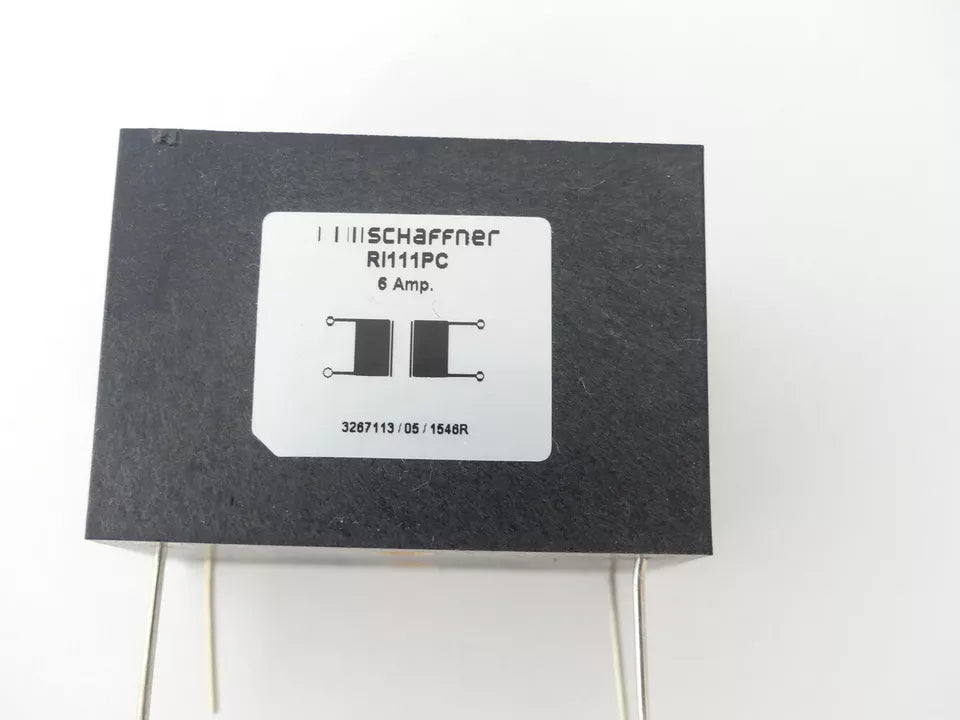 SCHAFFNER
RI111PC
6 Amp.
3267113 / 05 / 1546R